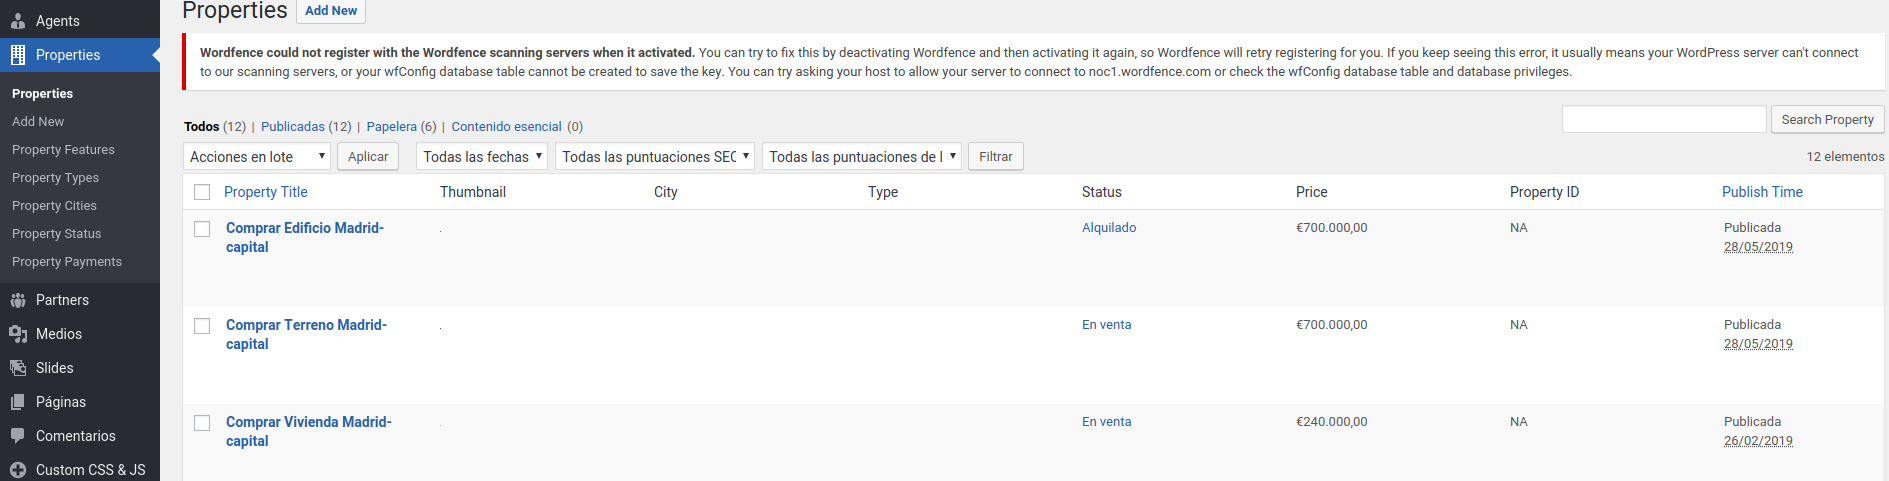 Agents
Properties
Properties
Add New
Property Features
Property Types
Property Cities
Property Status
Property Payments
Partners
Medios
Slides
Páginas
Comentarios
Custom CSS & JS
Properties Add New
Wordfence could not register with the Wordfence scanning servers when it activated. You can try to fix this by deactivating Wordfence and then activating it again, so Wordfence will retry registering for you. If you keep seeing this error, it usually means your WordPress server can't connect
to our scanning servers, or your wfConfig database table cannot be created to save the key. You can try asking your host to allow your server to connect to noc1.wordfence.com or check the wfConfig database table and database privileges.
Todos (12) | Publicadas (12) | Papelera (6) | Contenido esencial (0)
Search Property
Acciones en lote Aplicar Todas las fechas Todas las puntuaciones SEO Todas las puntuaciones de l Filtrar 12 elementos
Property Title Thumbnail City Type Status Price Property ID Publish Time
Comprar Edificio Madrid- . Alquilado €700.000,00 NA Publicada
capital 28/05/2019
Comprar Terreno Madrid- . En venta €700.000,00 NA Publicada
capital 28/05/2019
Comprar Vivienda Madrid- . En venta €240.000,00 NA Publicada
capital 26/02/2019